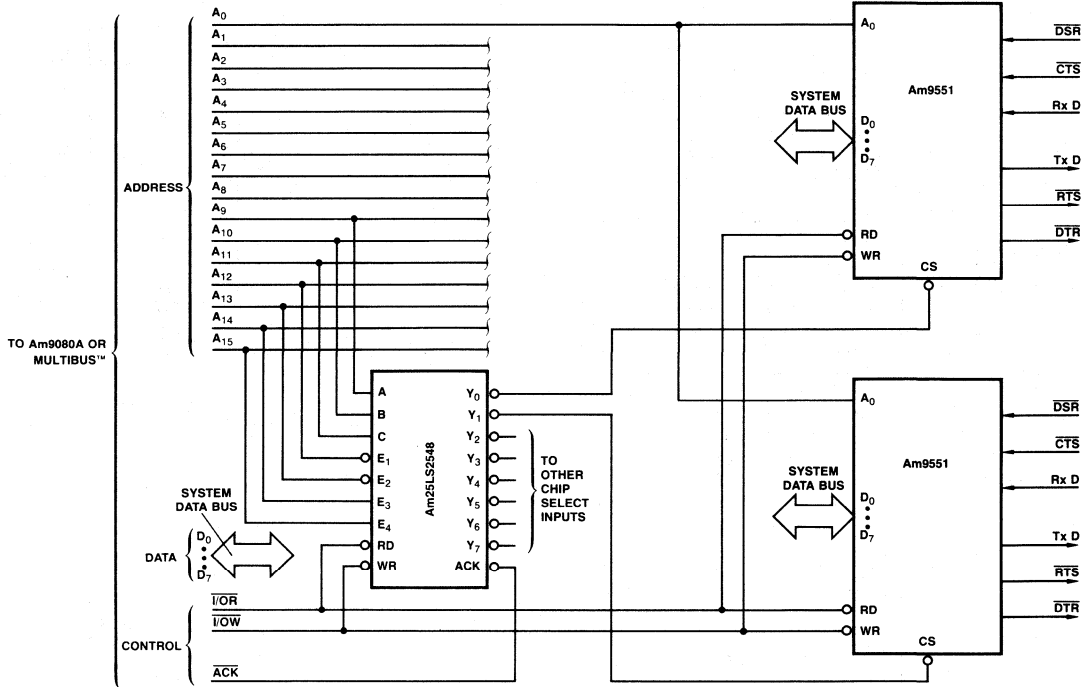 TO Am9080A OR
MULTIBUS™
ADDRESS
A0
A1
A2
A3
A4
A5
A6
A7
A8
A9
A10
A11
A12
A13
A14
A15
SYSTEM
DATA BUS
DATA
D0
D7
CONTROL
I/OR
I/OW
ACK
Am25LS2548
A
B
C
E1
E2
E3
E4
RD
WR
Y0
Y1
Y2
Y3
Y4
Y5
Y6
Y7
ACK
TO
OTHER
CHIP
SELECT
INPUTS
SYSTEM
DATA BUS
A0
Am9551
D0
D7
RD
WR
CS
DSR
CTS
Rx D
Tx D
RTS
DTR
SYSTEM
DATA BUS
A0
Am9551
D0
D7
RD
WR
CS
DSR
CTS
Rx D
Tx D
RTS
DTR